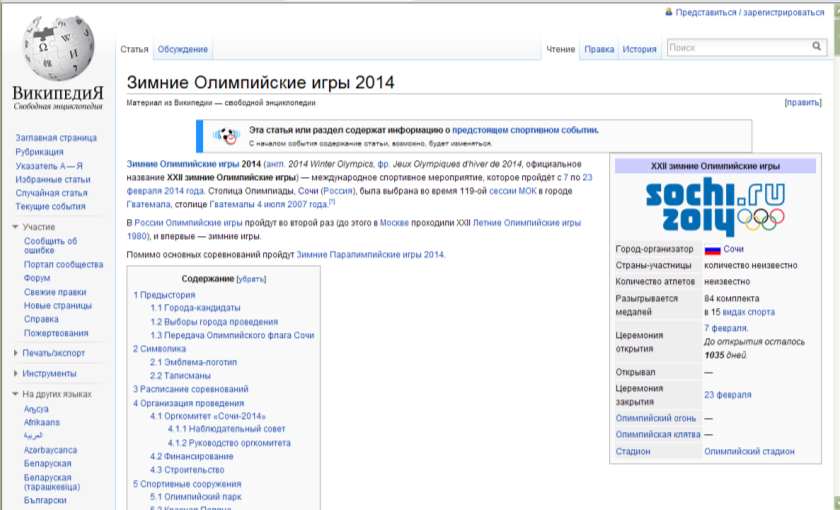 Представиться / зарегистрироваться
Статья
Обсуждение
Чтение
Правка
История
Поиск
ВИКИПЕДИЯ
Свободная энциклопедия
Заглавная страница
Рубрикация
Указатель А — Я
Избранные статьи
Случайная статья
Текущие события
Участие
Сообщить об
ошибке
Портал сообщества
Форум
Свежие правки
Новые страницы
Справка
Пожертвования
Печать/экспорт
Инструменты
На других языках
Аҧсуа
Afrikaans
العربية
Azərbaycanca
Беларуская
Беларуская
(тарашкевіца)
Български
Зимние Олимпийские игры 2014
Материал из Википедии — свободной энциклопедии
[править]
Эта статья или раздел содержат информацию о предстоящем спортивном событии.
С началом события содержание статьи, возможно, будет изменяться.
Зимние Олимпийские игры 2014 (англ. 2014 Winter Olympics, фр. Jeux Olympiques d'hiver de 2014, официальное
название XXII зимние Олимпийские игры) — международное спортивное мероприятие, которое пройдёт с 7 по 23
февраля 2014 года. Столица Олимпиады, Сочи (Россия), была выбрана во время 119-ой сессии МОК в городе
Гватемала, столице Гватемалы 4 июля 2007 года.[1]
В России Олимпийские игры пройдут во второй раз (до этого в Москве проходили XXII Летние Олимпийские игры
1980), и впервые — зимние игры.
Помимо основных соревнований пройдут Зимние Паралимпийские игры 2014.
Содержание [убрать]
1 Предыстория
1.1 Города-кандидаты
1.2 Выборы города проведения
1.3 Передача Олимпийского флага Сочи
2 Символика
2.1 Эмблема-логотип
2.2 Талисманы
3 Расписание соревнований
4 Организация проведения
4.1 Оргкомитет «Сочи-2014»
4.1.1 Наблюдательный совет
4.1.2 Руководство оргкомитета
4.2 Финансирование
4.3 Строительство
5 Спортивные сооружения
5.1 Олимпийский парк
5.2 Красная Поляна
XXII зимние Олимпийские игры
sochi.ru
2014
Город-организатор Сочи
Страны-участницы количество неизвестно
Количество атлетов неизвестно
Разыгрывается 84 комплекта
медалей в 15 видах спорта
Церемония
открытия
7 февраля.
До открытия осталось
1035 дней.
Открывал —
Церемония
закрытия
23 февраля
Олимпийский огонь —
Олимпийская клятва —
Стадион Олимпийский стадион